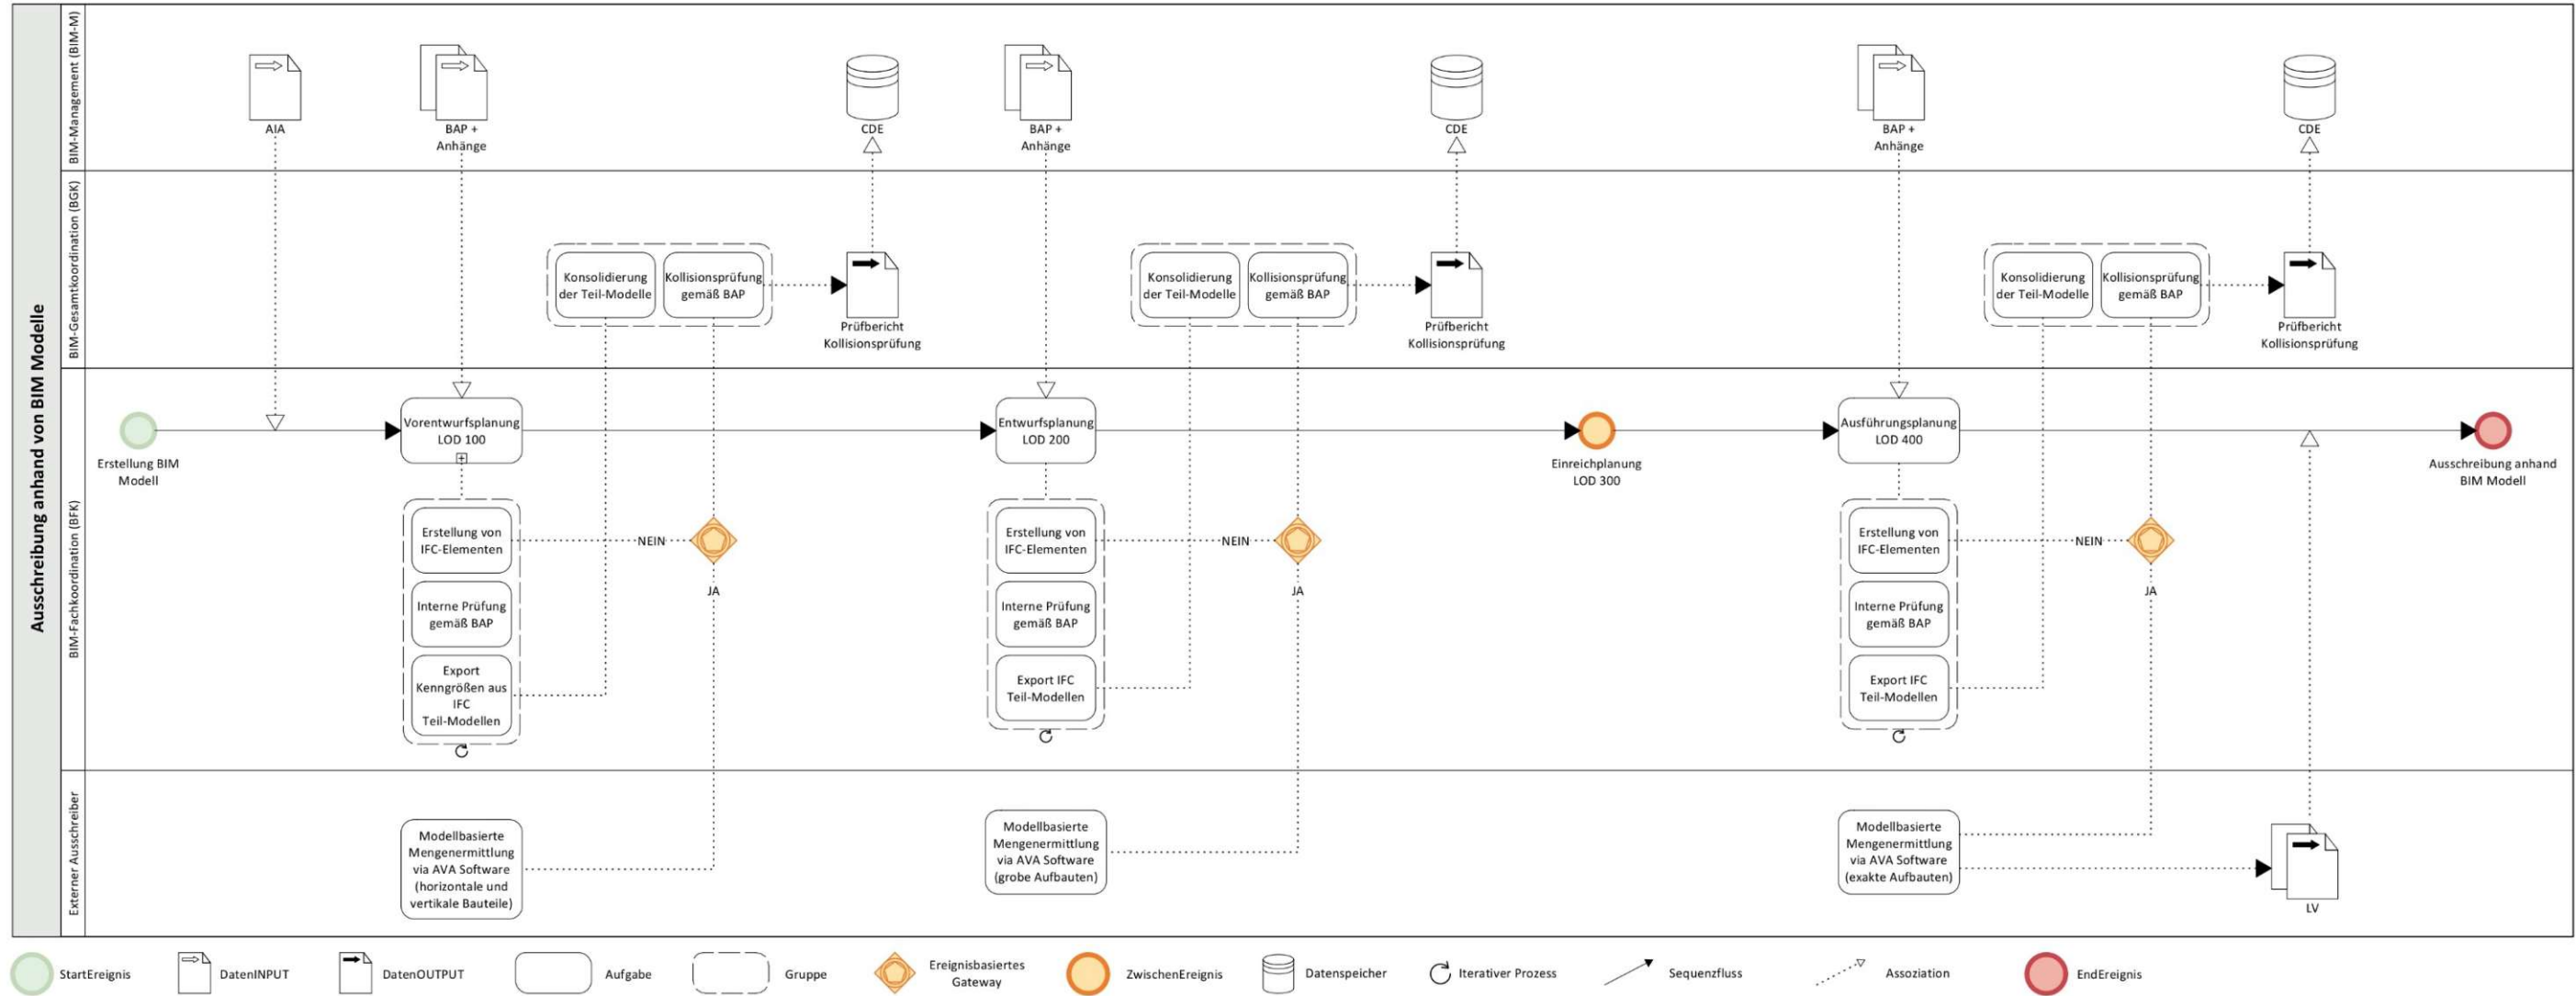 Ausschreibung anhand von BIM Modelle
BIM-Management (BIM-M)
AIA
BAP +
Anhänge
CDE
BAP +
Anhänge
CDE
BAP +
Anhänge
CDE
BIM-Gesamtkoordination (BGK)
Konsolidierung
der Teil-Modelle
Kollisionsprüfung
gemäß BAP
Prüfbericht
Kollisionsprüfung
Konsolidierung
der Teil-Modelle
Kollisionsprüfung
gemäß BAP
Prüfbericht
Kollisionsprüfung
Konsolidierung
der Teil-Modelle
Kollisionsprüfung
gemäß BAP
Prüfbericht
Kollisionsprüfung
BIM-Fachkoordination (BFK)
Erstellung BIM
Modell
Vorentwurfsplanung
LOD 100
Entwurfsplanung
LOD 200
Einreichplanung
LOD 300
Ausführungsplanung
LOD 400
Ausschreibung anhand
BIM Modell
Erstellung von
IFC-Elementen
NEIN
JA
Interne Prüfung
gemäß BAP
Export
Kenngrößen aus
IFC
Teil-Modellen
Erstellung von
IFC-Elementen
NEIN
JA
Interne Prüfung
gemäß BAP
Export IFC
Teil-Modellen
Erstellung von
IFC-Elementen
NEIN
JA
Interne Prüfung
gemäß BAP
Export IFC
Teil-Modellen
Externer Ausschreiber
Modellbasierte
Mengenermittlung
via AVA Software
(horizontale und
vertikale Bauteile)
Modellbasierte
Mengenermittlung
via AVA Software
(grobe Aufbauten)
Modellbasierte
Mengenermittlung
via AVA Software
(exakte Aufbauten)
LV
StartEreignis
DatenINPUT
DatenOUTPUT
Aufgabe
Gruppe
Ereignisbasiertes
Gateway
ZwischenEreignis
Datenspeicher
Iterativer Prozess
Sequenzfluss
Assoziation
EndEreignis